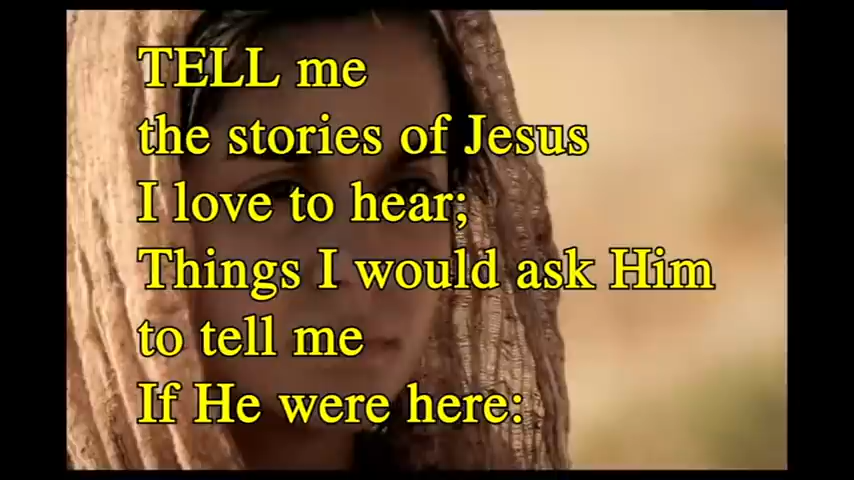 TELL me
the stories of Jesus
I love to hear;
Things I would ask Him
to tell me
If He were here: